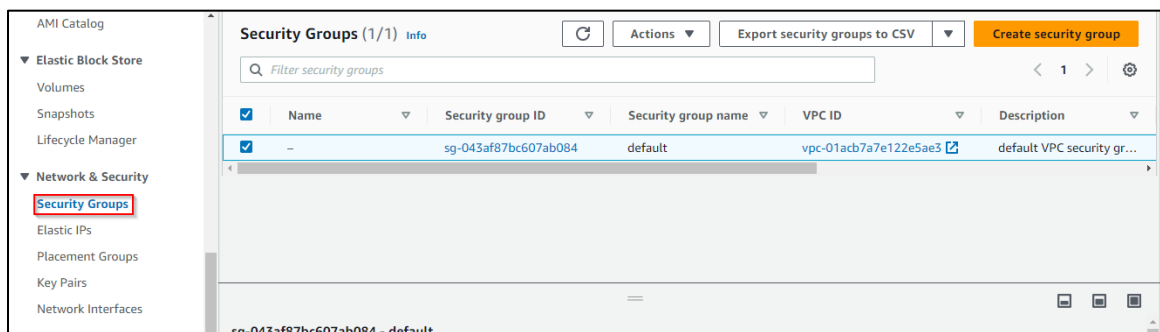 AMI Catalog
Elastic Block Store
Volumes
Snapshots
Lifecycle Manager
Network & Security
Security Groups
Elastic IPs
Placement Groups
Key Pairs
Network Interfaces
Security Groups (1/1) Info
Actions
Export security groups to CSV
Create security group
Filter security groups
1
Name Security group ID Security group name VPC ID Description
– sg-043af87bc607ab084 default vpc-01acb7a7e122e5ae3 default VPC security gr...
sg-043af87bc607ab084 - default